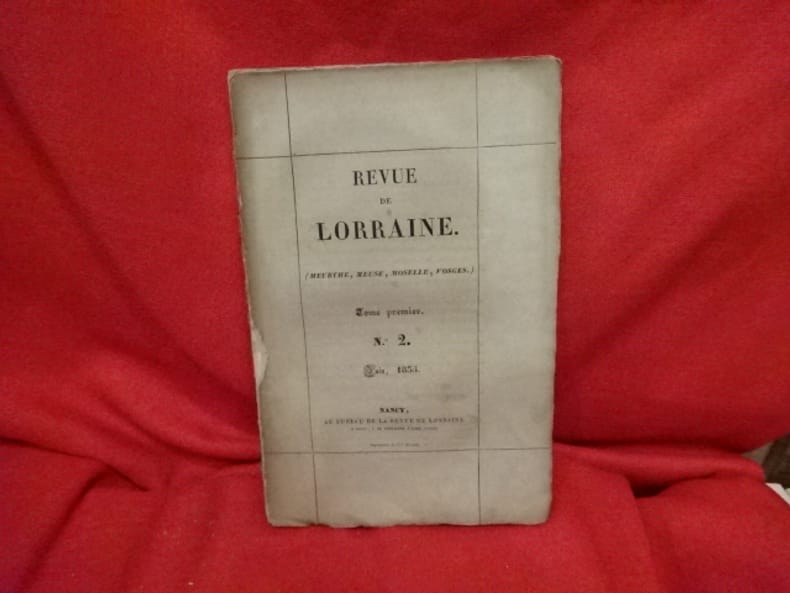 REVUE
DE
LORRAINE.
(MEURTHE, MEUSE, MOSELLE, VOSGES.)
Tome premier.
N.º 2.
1835.
NANCY,
AU BUREAU DE LA REVUE DE LORRAINE